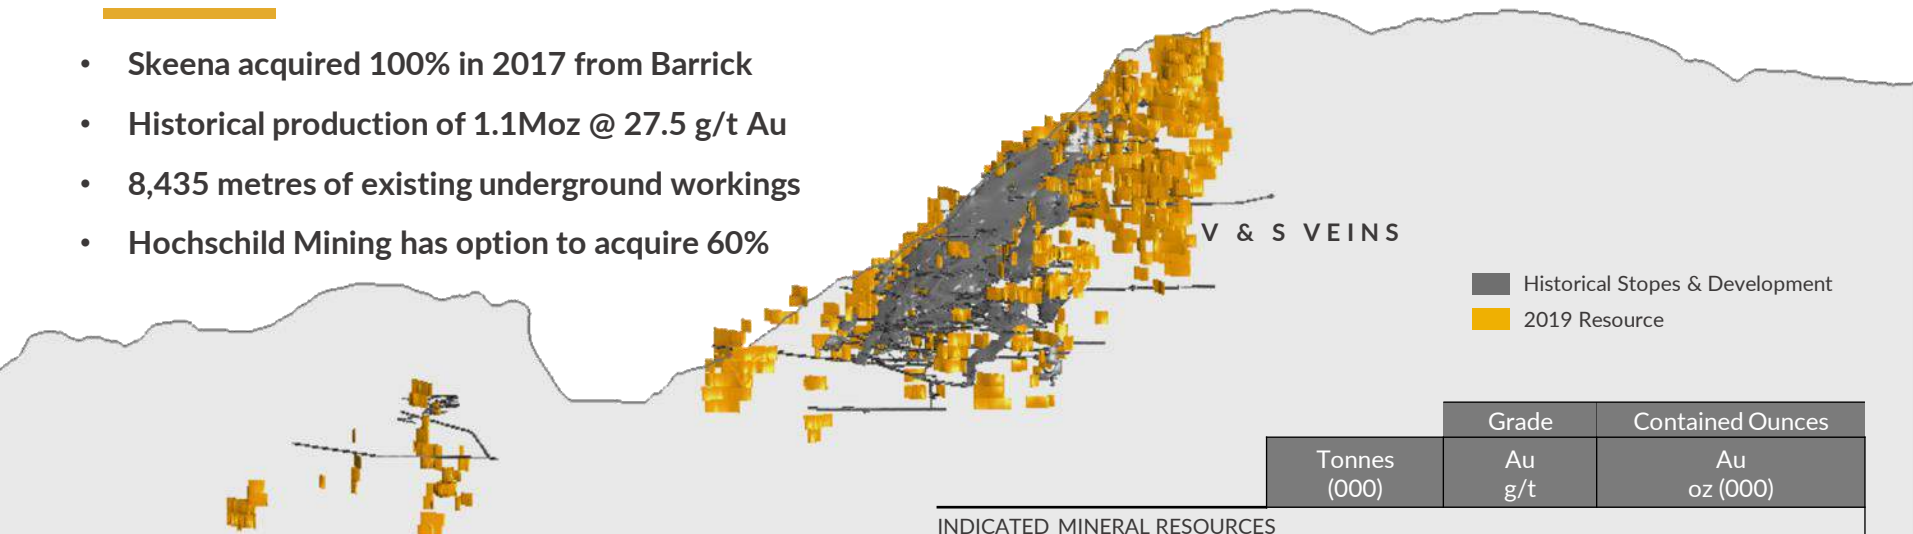 • Skeena acquired 100% in 2017 from Barrick
• Historical production of 1.1Moz @ 27.5 g/t Au
• 8,435 metres of existing underground workings
• Hochschild Mining has option to acquire 60%
V & S VEINS
Historical Stopes & Development
2019 Resource
Grade Contained Ounces
Tonnes Au Au
(000) g/t oz (000)
INDICATED MINERAL RESOURCES